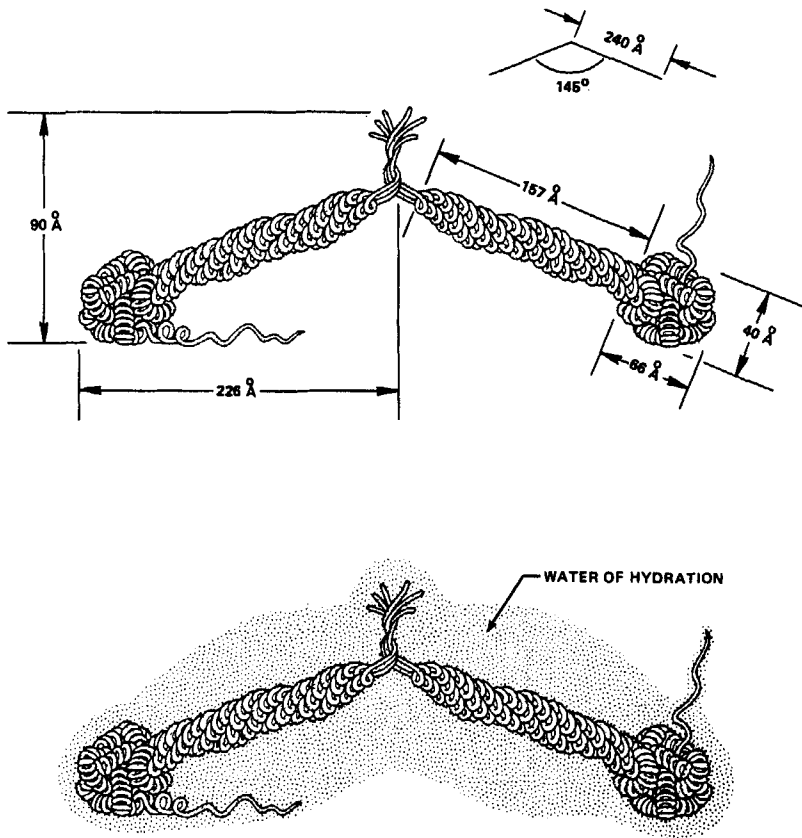 240 Å
145°
157 Å
90 Å
40 Å
66 Å
226 Å
WATER OF HYDRATION